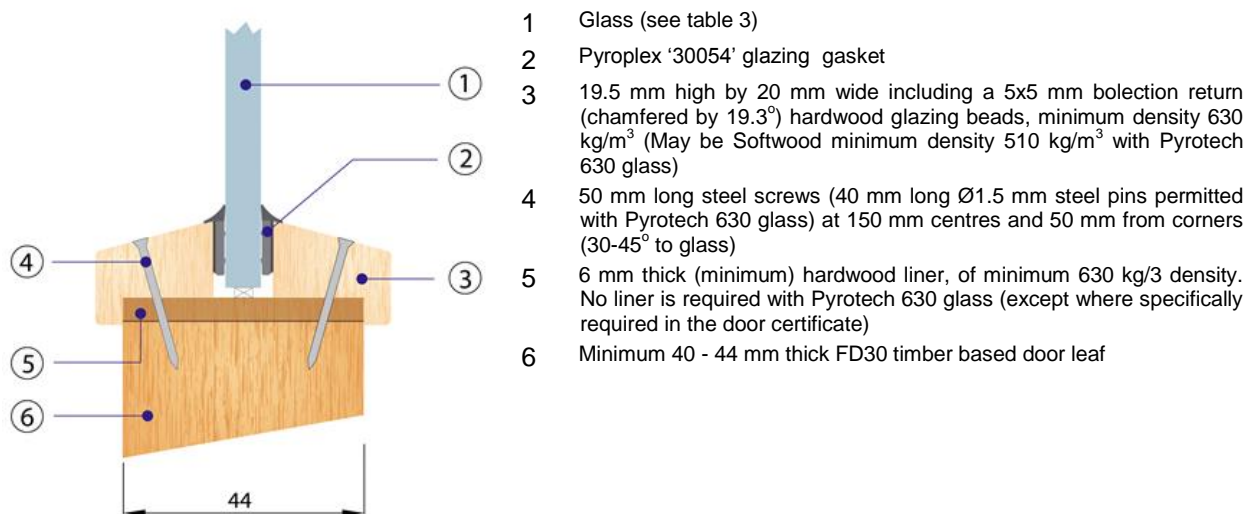 1 Glass (see table 3)
2 Pyroplex ‘30054’ glazing gasket
3 19.5 mm high by 20 mm wide including a 5x5 mm bolection return
(chamfered by 19.3°) hardwood glazing beads, minimum density 630
kg/m³ (May be Softwood minimum density 510 kg/m³ with Pyrotech
630 glass)
4 50 mm long steel screws (40 mm long Ø1.5 mm steel pins permitted
with Pyrotech 630 glass) at 150 mm centres and 50 mm from corners
(30-45° to glass)
5 6 mm thick (minimum) hardwood liner, of minimum 630 kg/3 density.
No liner is required with Pyrotech 630 glass (except where specifically
required in the door certificate)
6 Minimum 40 - 44 mm thick FD30 timber based door leaf
1
2
4
3
5
6
44